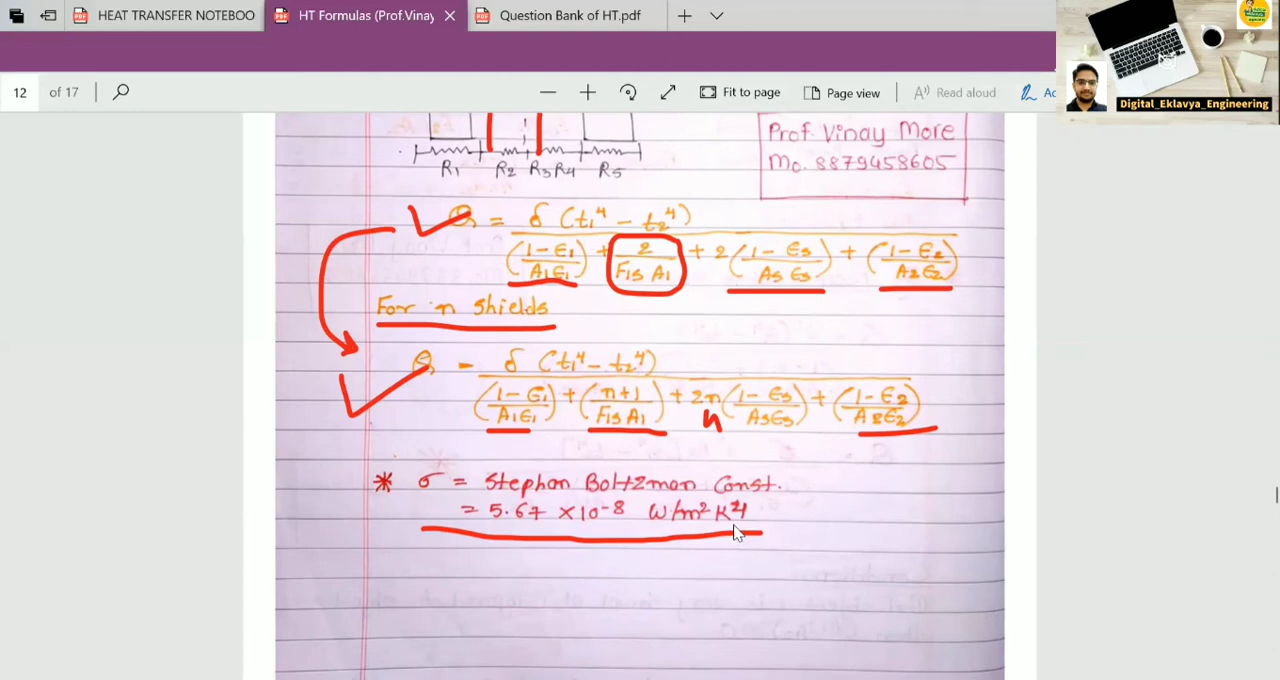 HEAT TRANSFER NOTEBOO
HT Formulas (Prof.Vinay
Question Bank of HT.pdf
12 of 17
Fit to page
Page view
Read aloud
Digital_Eklavya_Engineering
Prof. Vinay More
Mo. 8879458605
R1 R2 R3 R4 R5
Q = δ (t₁⁴ - t₂⁴)
(1-ϵ1 / A1ϵ1) + 2 / F1s A1 + 2 (1-ϵs / As ϵs) + (1-ϵ2 / A2ϵ2)
For n shields
Q = δ (t₁⁴ - t₂⁴)
(1-ϵ1 / A1ϵ1) + (n+1 / F1s A1) + 2n (1-ϵs / Asϵs) + (1-ϵ2 / A2ϵ2)
n
* σ = Stephan Boltzman Const.
= 5.67 ×10-8 W/m² K4